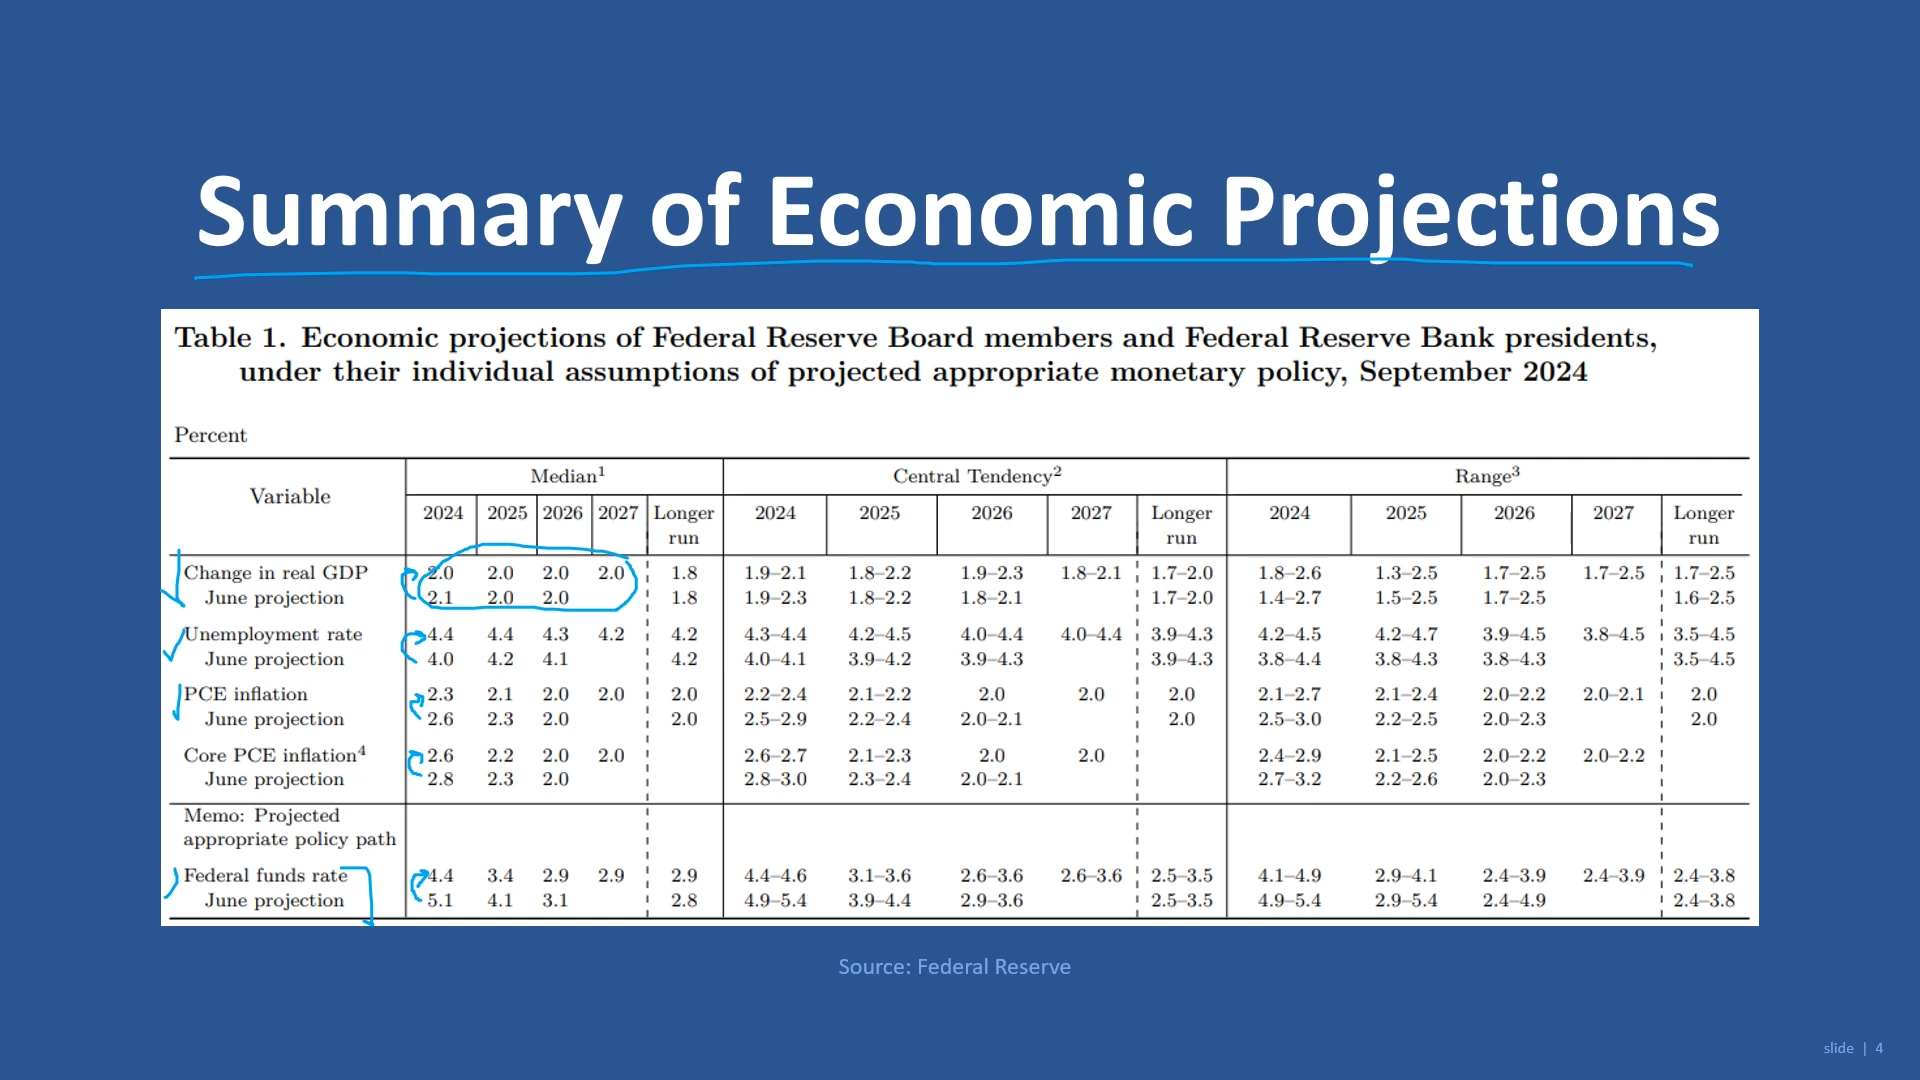 Summary of Economic Projections
Table 1. Economic projections of Federal Reserve Board members and Federal Reserve Bank presidents,
under their individual assumptions of projected appropriate monetary policy, September 2024
Percent
Variable Median1 Central Tendency2 Range3
2024 2025 2026 2027 Longer run 2024 2025 2026 2027 Longer run 2024 2025 2026 2027 Longer run
Change in real GDP 2.0 2.0 2.0 2.0 1.8 1.9–2.1 1.8–2.2 1.9–2.3 1.8–2.1 1.7–2.0 1.8–2.6 1.3–2.5 1.7–2.5 1.7–2.5 1.7–2.5
June projection 2.1 2.0 2.0 1.8 1.9–2.3 1.8–2.2 1.8–2.1 1.7–2.0 1.4–2.7 1.5–2.5 1.7–2.5 1.6–2.5
Unemployment rate 4.4 4.4 4.3 4.2 4.2 4.3–4.4 4.2–4.5 4.0–4.4 4.0–4.4 3.9–4.3 4.2–4.5 4.2–4.7 3.9–4.5 3.8–4.5 3.5–4.5
June projection 4.0 4.2 4.1 4.2 4.0–4.1 3.9–4.2 3.9–4.3 3.9–4.3 3.8–4.4 3.8–4.3 3.8–4.3 3.5–4.5
PCE inflation 2.3 2.1 2.0 2.0 2.0 2.2–2.4 2.1–2.2 2.0 2.0 2.0 2.1–2.7 2.1–2.4 2.0–2.2 2.0–2.1 2.0
June projection 2.6 2.3 2.0 2.0 2.5–2.9 2.2–2.4 2.0–2.1 2.0 2.5–3.0 2.2–2.5 2.0–2.3 2.0
Core PCE inflation4 2.6 2.2 2.0 2.0 2.6–2.7 2.1–2.3 2.0 2.0 2.4–2.9 2.1–2.5 2.0–2.2 2.0–2.2
June projection 2.8 2.3 2.0 2.8–3.0 2.3–2.4 2.0–2.1 2.7–3.2 2.2–2.6 2.0–2.3
Memo: Projected
appropriate policy path
Federal funds rate 4.4 3.4 2.9 2.9 2.9 4.4–4.6 3.1–3.6 2.6–3.6 2.6–3.6 2.5–3.5 4.1–4.9 2.9–4.1 2.4–3.9 2.4–3.9 2.4–3.8
June projection 5.1 4.1 3.1 2.8 4.9–5.4 3.9–4.4 2.9–3.6 2.5–3.5 4.9–5.4 2.9–5.4 2.4–4.9 2.4–3.8
Source: Federal Reserve
slide | 4